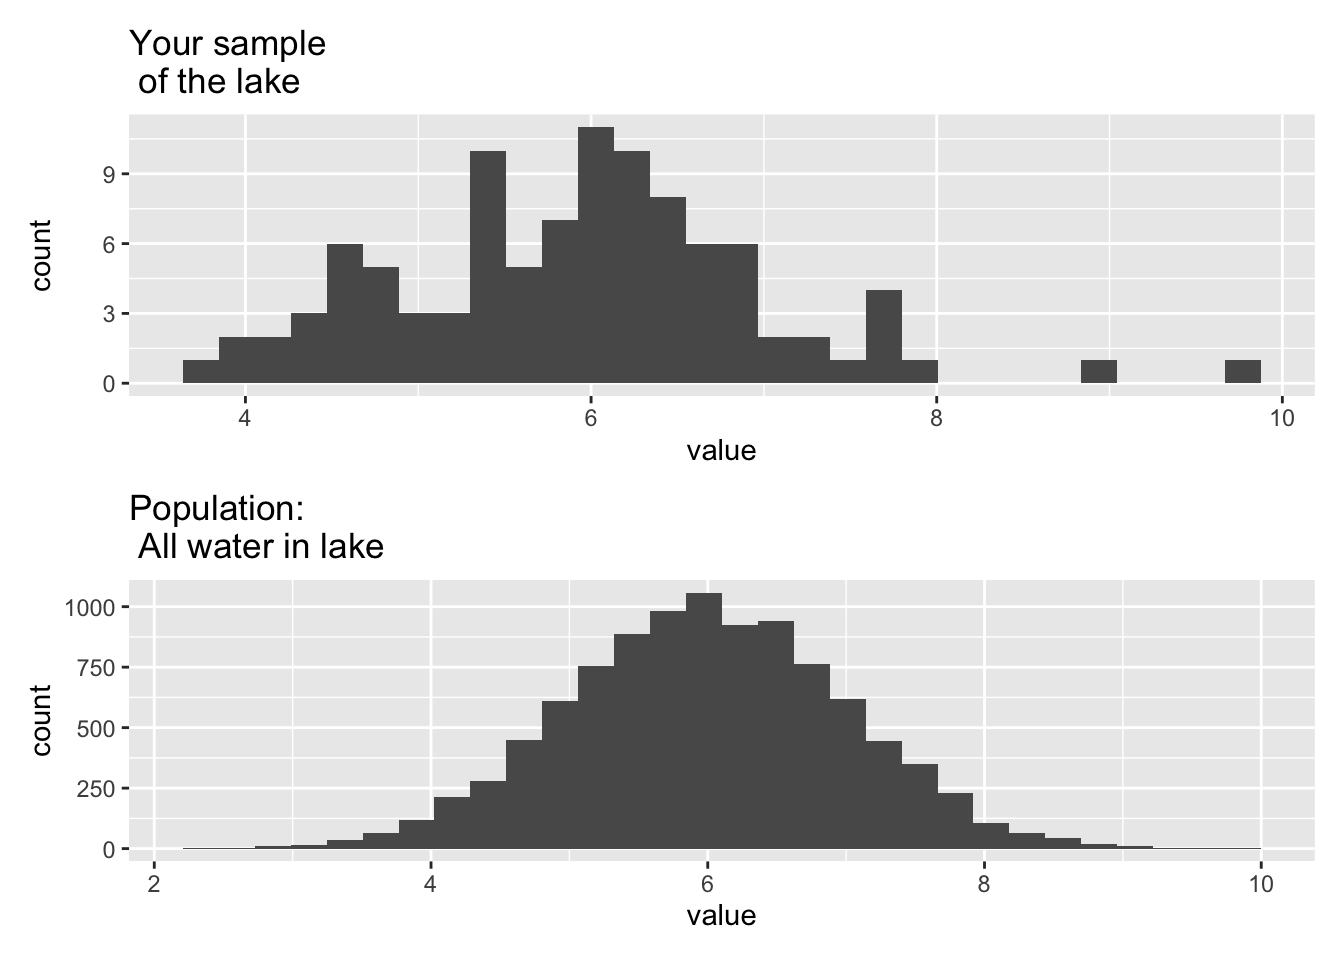 Your sample
of the lake
9
6
3
0
count
4 6 8 10
value
Population:
All water in lake
1000
750
500
250
0
count
2 4 6 8 10
value